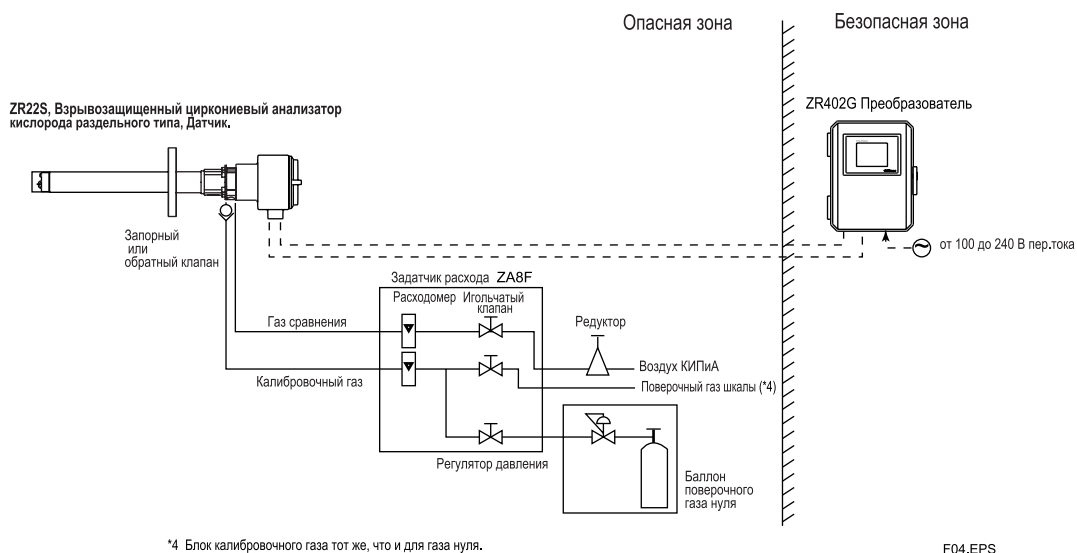 Опасная зона
Безопасная зона
ZR22S, Взрывозащищенный циркониевый анализатор
кислорода раздельного типа, Датчик.
ZR402G Преобразователь
Запорный
или
обратный клапан
от 100 до 240 В пер.тока
Задатчик расхода ZA8F
Расходомер
Игольчатый
клапан
Редуктор
Газ сравнения
Воздух КИПиА
Калибровочный газ
Поверочный газ шкалы (*4)
Регулятор давления
Баллон
поверочного
газа нуля
*4 Блок калибровочного газа тот же, что и для газа нуля.
F04.EPS